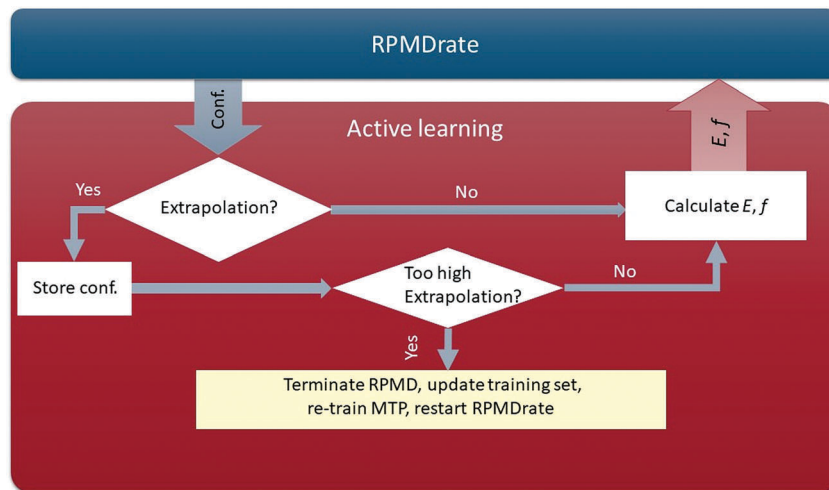 RPMDrate
Conf.
E, f
Active learning
Yes
Extrapolation?
No
Calculate E, f
Store conf.
Too high
Extrapolation?
No
Yes
Terminate RPMD, update training set,
re-train MTP, restart RPMDrate